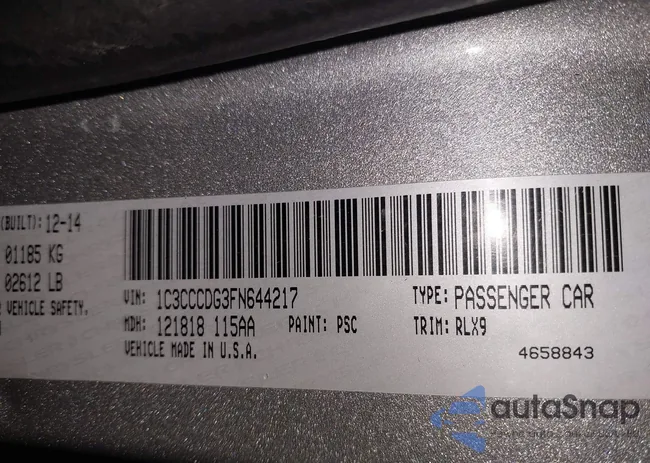 (BUILT): 12-14
01185 KG
02612 LB
VEHICLE SAFETY,
VIN: 1C3CCCDG3FN644217
TYPE: PASSENGER CAR
MDH: 121818 115AA
PAINT: PSC
TRIM: RLX9
VEHICLE MADE IN U.S.A.
4658843
autaSnap